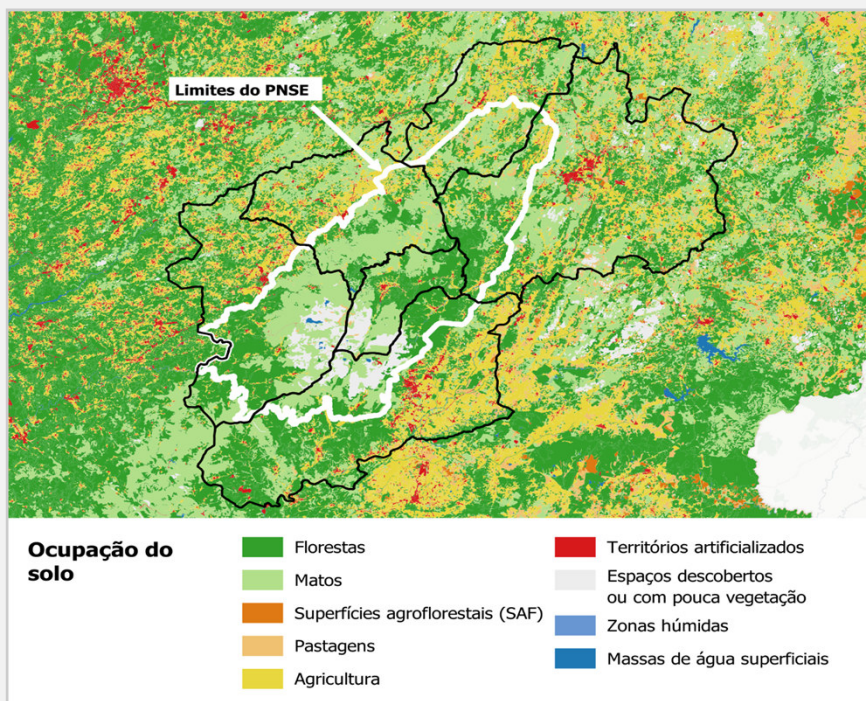 Limites do PNSE
Ocupação do
solo
Florestas
Matos
Superfícies agroflorestais (SAF)
Pastagens
Agricultura
Territórios artificializados
Espaços descobertos
ou com pouca vegetação
Zonas húmidas
Massas de água superficiais